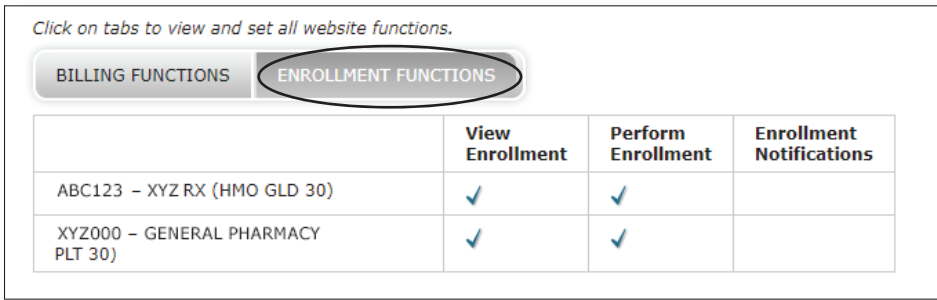 Click on tabs to view and set all website functions.
BILLING FUNCTIONS ENROLLMENT FUNCTIONS
View Enrollment Perform Enrollment Enrollment Notifications
ABC123 – XYZ RX (HMO GLD 30)
XYZ000 – GENERAL PHARMACY
PLT 30)